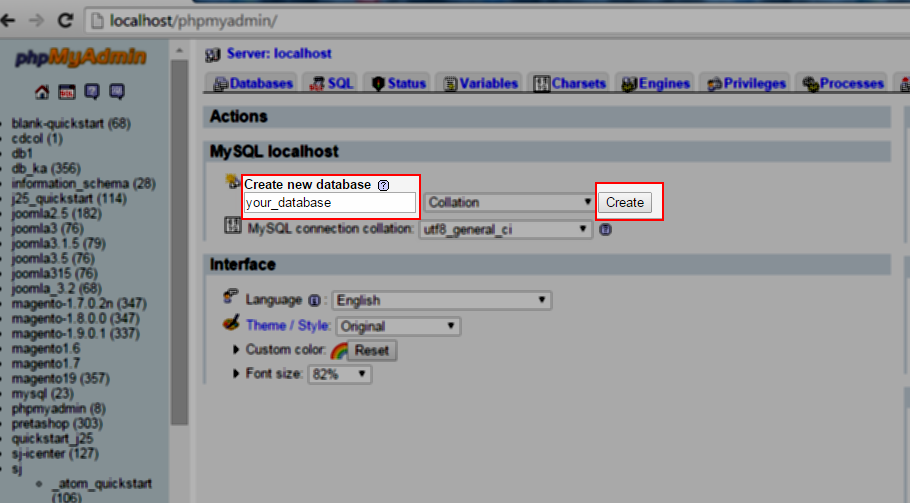 localhost/phpmyadmin/
phpMyAdmin
Server: localhost
Databases SQL Status Variables Charsets Engines Privileges Processes
Actions
MySQL localhost
Create new database
your_database Collation Create
MySQL connection collation: utf8_general_ci
Interface
Language : English
Theme / Style: Original
Custom color: Reset
Font size: 82%
blank-quickstart (68)
cdcol (1)
db1
db_ka (356)
information_schema (28)
j25_quickstart (114)
joomla2.5 (182)
joomla3 (76)
joomla3.1.5 (79)
joomla3.5 (76)
joomla315 (76)
joomla_3.2 (68)
magento-1.7.0.2n (347)
magento-1.8.0.0 (347)
magento-1.9.0.1 (337)
magento1.6
magento1.7
magento19 (357)
mysql (23)
phpmyadmin (8)
pretashop (303)
quickstart_j25
sj-icenter (127)
sj
_atom_quickstart
(106)